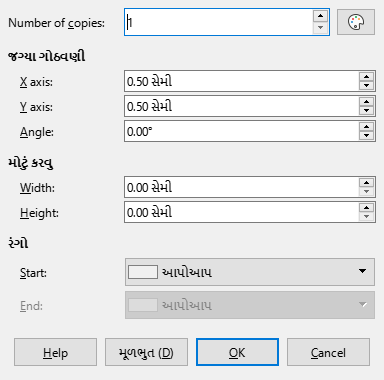 Number of copies: 1
જગ્યા ગોઠવણી
X axis: 0.50 સેમી
Y axis: 0.50 સેમી
Angle: 0.00°
મોટું કરવુ
Width: 0.00 સેમી
Height: 0.00 સેમી
રંગો
Start: આપોઆપ
End: આપોઆપ
Help મૂળભુત (D) OK Cancel